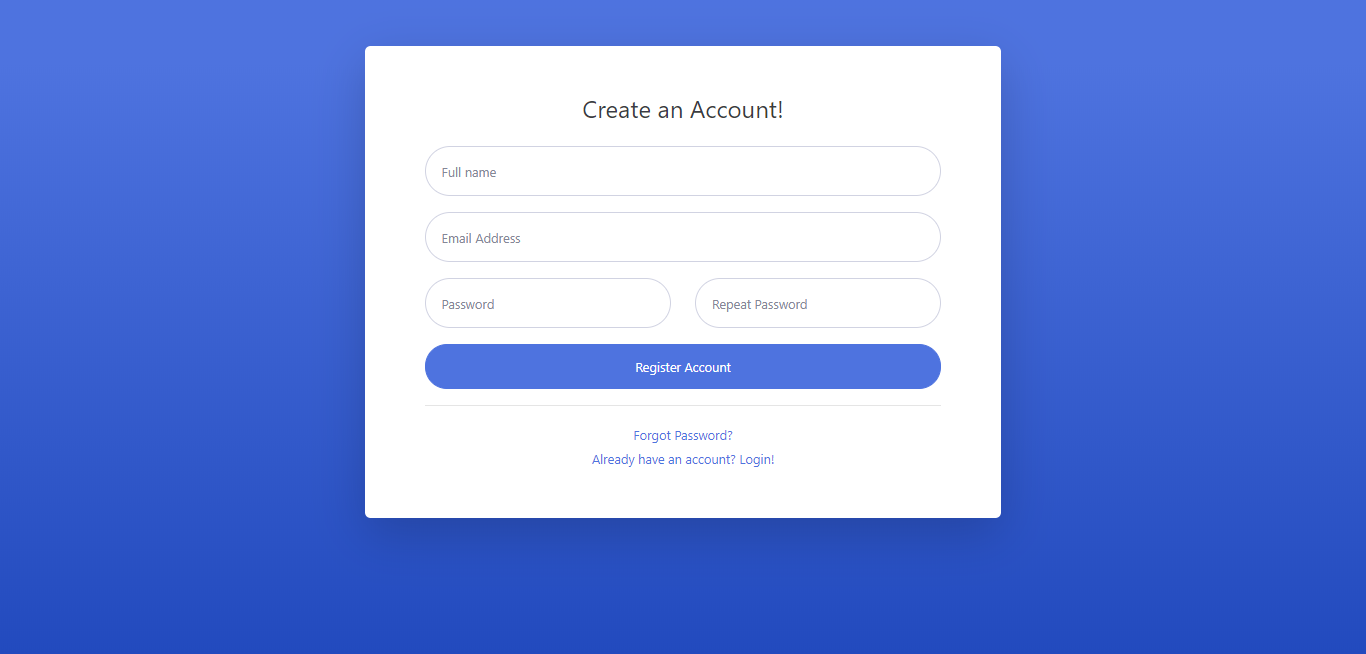 Create an Account!
Full name
Email Address
Password
Repeat Password
Register Account
Forgot Password?
Already have an account? Login!